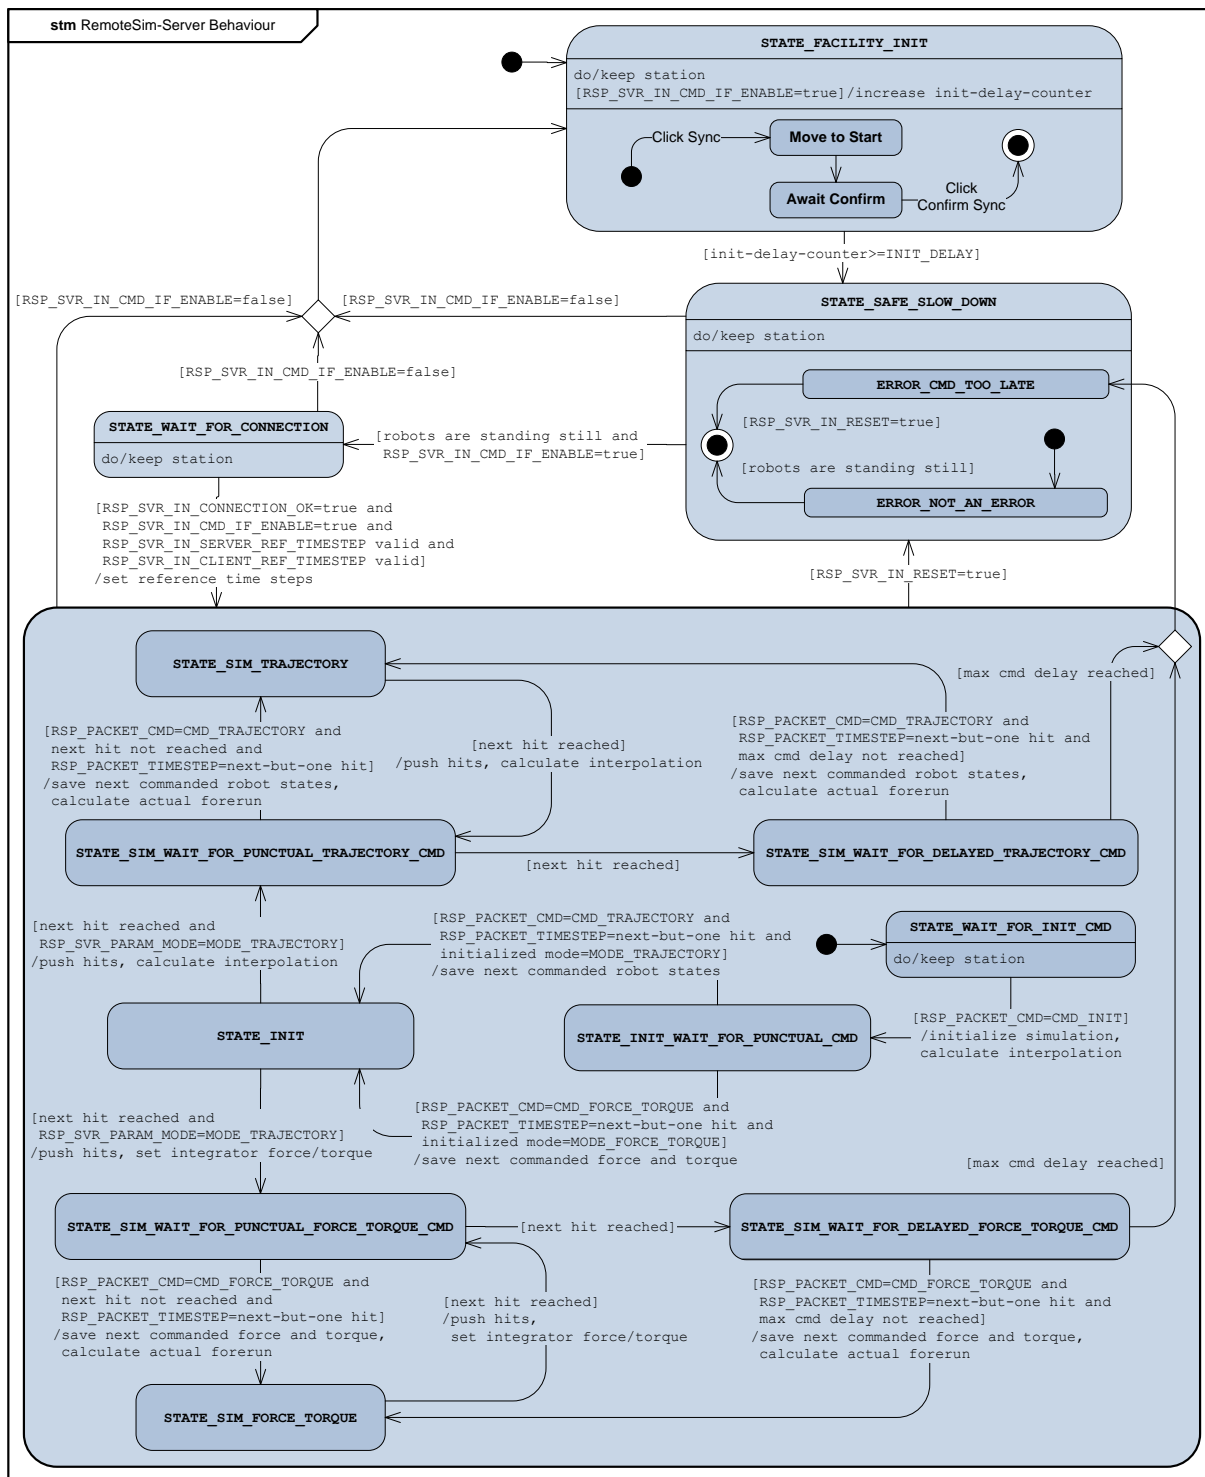 stm RemoteSim-Server Behaviour
STATE_FACILITY_INIT
do/keep station
[RSP_SVR_IN_CMD_IF_ENABLE=true]/increase init-delay-counter
Click Sync
Move to Start
Await Confirm
Click
Confirm Sync
[init-delay-counter>=INIT_DELAY]
[RSP_SVR_IN_CMD_IF_ENABLE=false]
[RSP_SVR_IN_CMD_IF_ENABLE=false]
STATE_SAFE_SLOW_DOWN
do/keep station
[RSP_SVR_IN_CMD_IF_ENABLE=false]
ERROR_CMD_TOO_LATE
[RSP_SVR_IN_RESET=true]
STATE_WAIT_FOR_CONNECTION
do/keep station
[robots are standing still and
RSP_SVR_IN_CMD_IF_ENABLE=true]
[robots are standing still]
ERROR_NOT_AN_ERROR
[RSP_SVR_IN_CONNECTION_OK=true and
RSP_SVR_IN_CMD_IF_ENABLE=true and
RSP_SVR_IN_SERVER_REF_TIMESTEP valid and
RSP_SVR_IN_CLIENT_REF_TIMESTEP valid]
/set reference time steps
[RSP_SVR_IN_RESET=true]
STATE_SIM_TRAJECTORY
[max cmd delay reached]
[RSP_PACKET_CMD=CMD_TRAJECTORY and
next hit not reached and
RSP_PACKET_TIMESTEP=next-but-one hit]
/save next commanded robot states,
calculate actual forerun
[next hit reached]
/push hits, calculate interpolation
[RSP_PACKET_CMD=CMD_TRAJECTORY and
RSP_PACKET_TIMESTEP=next-but-one hit and
max cmd delay not reached]
/save next commanded robot states,
calculate actual forerun
STATE_SIM_WAIT_FOR_PUNCTUAL_TRAJECTORY_CMD
[next hit reached]
STATE_SIM_WAIT_FOR_DELAYED_TRAJECTORY_CMD
[next hit reached and
RSP_SVR_PARAM_MODE=MODE_TRAJECTORY]
/push hits, calculate interpolation
[RSP_PACKET_CMD=CMD_TRAJECTORY and
RSP_PACKET_TIMESTEP=next-but-one hit and
initialized mode=MODE_TRAJECTORY]
/save next commanded robot states
STATE_WAIT_FOR_INIT_CMD
do/keep station
STATE_INIT
STATE_INIT_WAIT_FOR_PUNCTUAL_CMD
[RSP_PACKET_CMD=CMD_INIT]
/initialize simulation,
calculate interpolation
[next hit reached and
RSP_SVR_PARAM_MODE=MODE_TRAJECTORY]
/push hits, set integrator force/torque
[RSP_PACKET_CMD=CMD_FORCE_TORQUE and
RSP_PACKET_TIMESTEP=next-but-one hit and
initialized mode=MODE_FORCE_TORQUE]
/save next commanded force and torque
[max cmd delay reached]
STATE_SIM_WAIT_FOR_PUNCTUAL_FORCE_TORQUE_CMD
[next hit reached]
STATE_SIM_WAIT_FOR_DELAYED_FORCE_TORQUE_CMD
[RSP_PACKET_CMD=CMD_FORCE_TORQUE and
next hit not reached and
RSP_PACKET_TIMESTEP=next-but-one hit]
/save next commanded force and torque,
calculate actual forerun
[next hit reached]
/push hits,
set integrator force/torque
[RSP_PACKET_CMD=CMD_FORCE_TORQUE and
RSP_PACKET_TIMESTEP=next-but-one hit and
max cmd delay not reached]
/save next commanded force and torque,
calculate actual forerun
STATE_SIM_FORCE_TORQUE